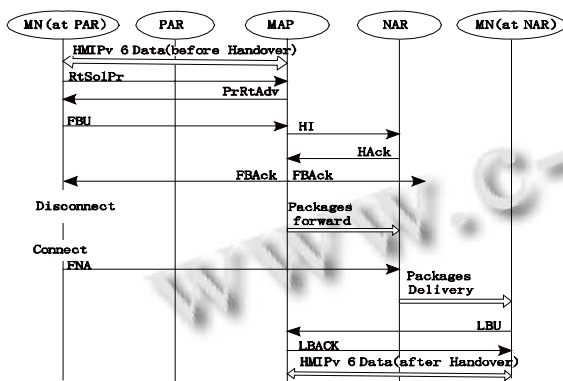 MN(at PAR) PAR MAP NAR MN(at NAR)
HMIPv 6 Data(before Handover)
RtSolPr
PrRtAdv
FBU
HI
HAck
FBAck FBAck
Disconnect
Packages
forward
Connect
FNA
Packages
Delivery
LBU
LBACK
HMIPv 6 Data(after Handover)
www.c-